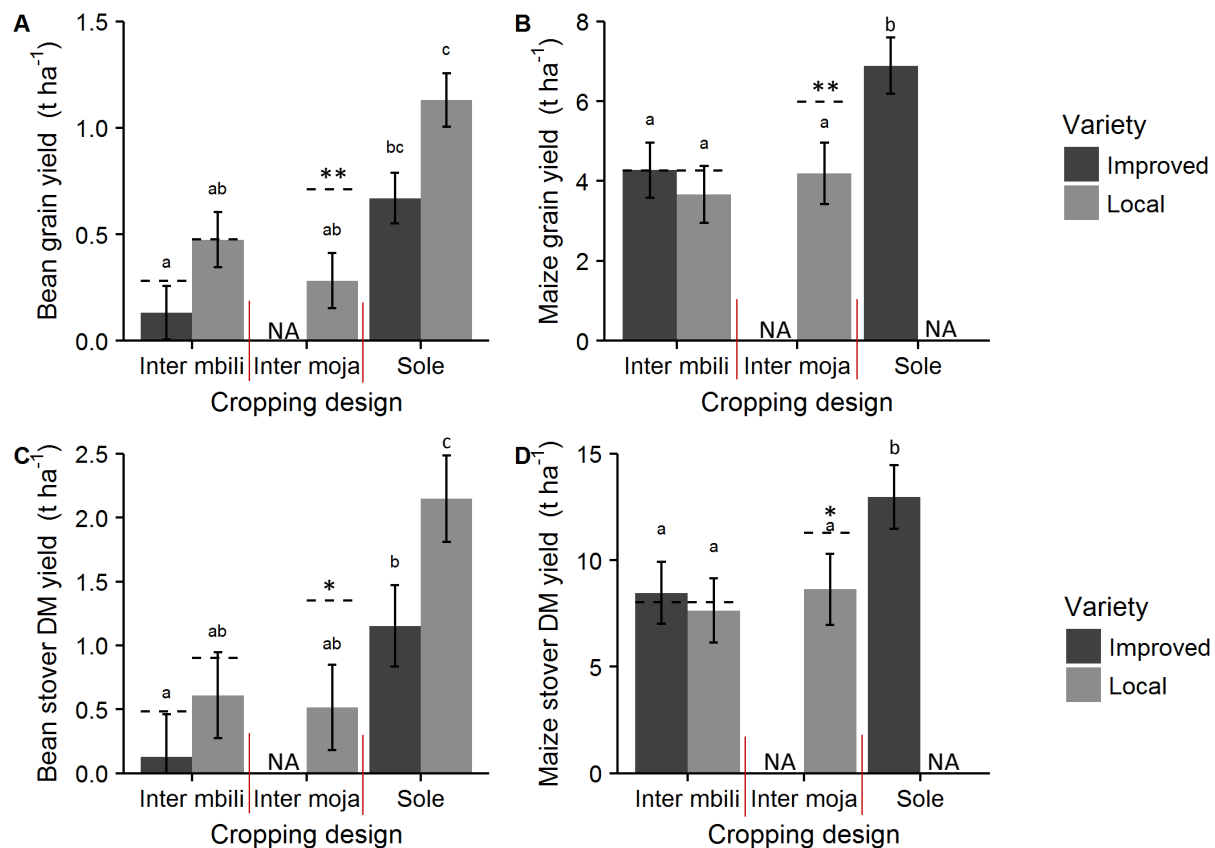 A
Bean grain yield (t ha⁻¹)
1.5
1.0
0.5
0.0
a
ab
NA
**
ab
bc
c
Inter mbili
Inter moja
Sole
Cropping design
B
Maize grain yield (t ha⁻¹)
8
6
4
2
0
a
a
NA
**
a
b
NA
Inter mbili
Inter moja
Sole
Cropping design
Variety
Improved
Local
C
Bean stover DM yield (t ha⁻¹)
2.5
2.0
1.5
1.0
0.5
0.0
a
ab
NA
*
ab
b
c
Inter mbili
Inter moja
Sole
Cropping design
D
Maize stover DM yield (t ha⁻¹)
15
10
5
0
a
a
NA
*
a
b
NA
Inter mbili
Inter moja
Sole
Cropping design
Variety
Improved
Local